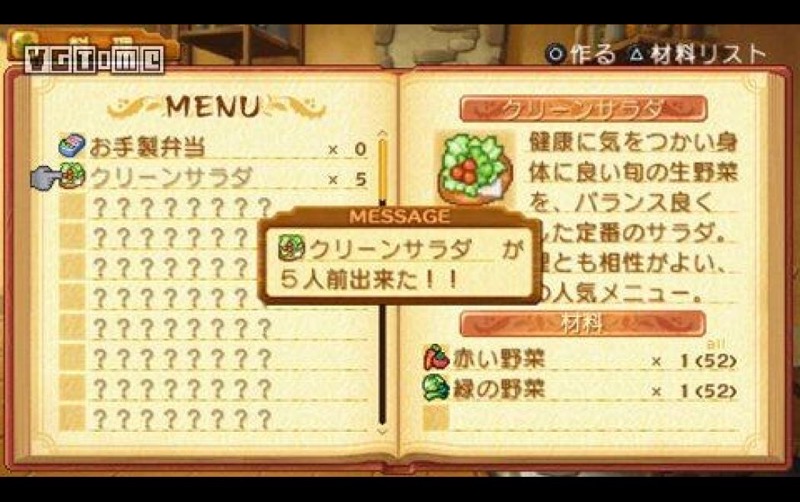 VGTIME
○作る △材料リスト
MENU
お手製弁当 × 0
クリーンサラダ × 5
????????
????????
????????
????????
????????
????????
????????
????????
MESSAGE
クリーンサラダ が
5人前出来た!!
クリーンサラダ
健康に気をつかい身
体に良い旬の生野菜
を、バランス良く
した定番のサラダ。
とも相性がよい、
人気メニュー。
材料
all
赤い野菜 × 1(52)
緑の野菜 × 1(52)